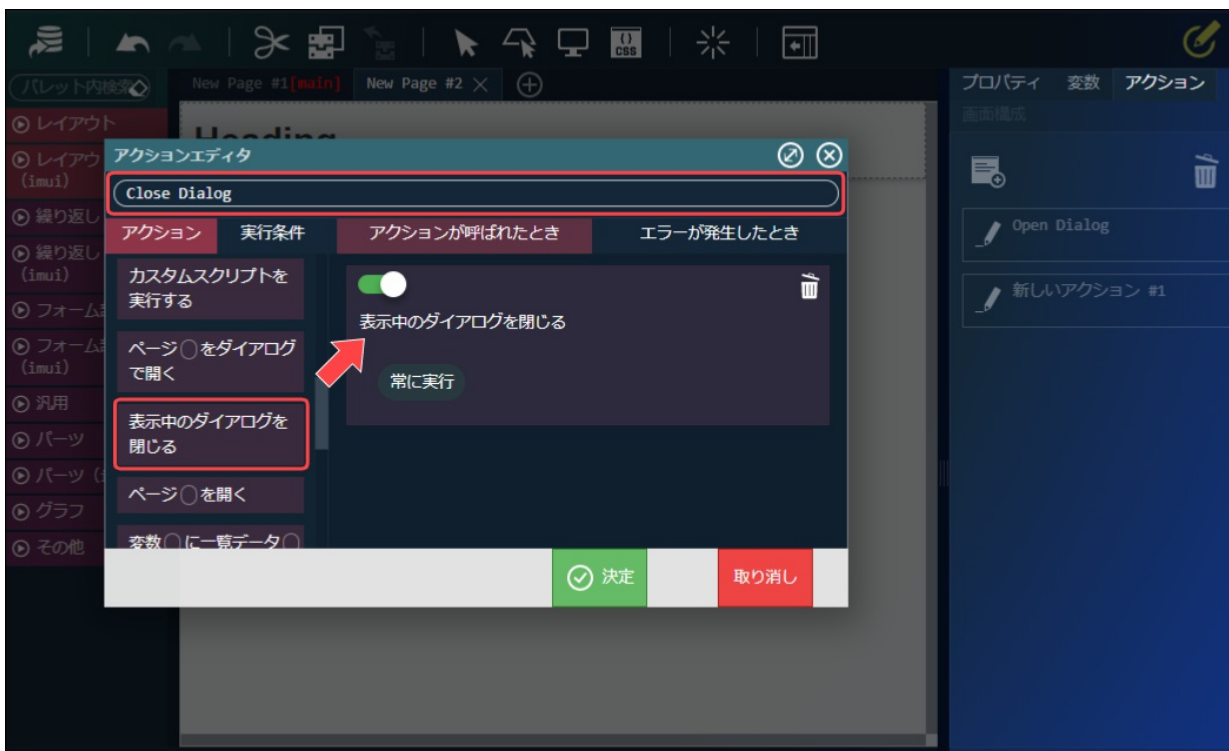 {}
CSS
パレット内検索
New Page #1[main]
New Page #2
プロパティ
変数
アクション
画面構成
レイアウト
Heading
レイアウ
(imui)
繰り返し
繰り返し
(imui)
フォーム
フォーム
(imui)
汎用
パーツ
パーツ (
グラフ
その他
アクションエディタ
Close Dialog
アクション
実行条件
アクションが呼ばれたとき
エラーが発生したとき
カスタムスクリプトを
実行する
ページ をダイアログ
で開く
表示中のダイアログを
閉じる
ページ を開く
変数 に一覧データ
表示中のダイアログを閉じる
常に実行
決定
取り消し
Open Dialog
新しいアクション #1